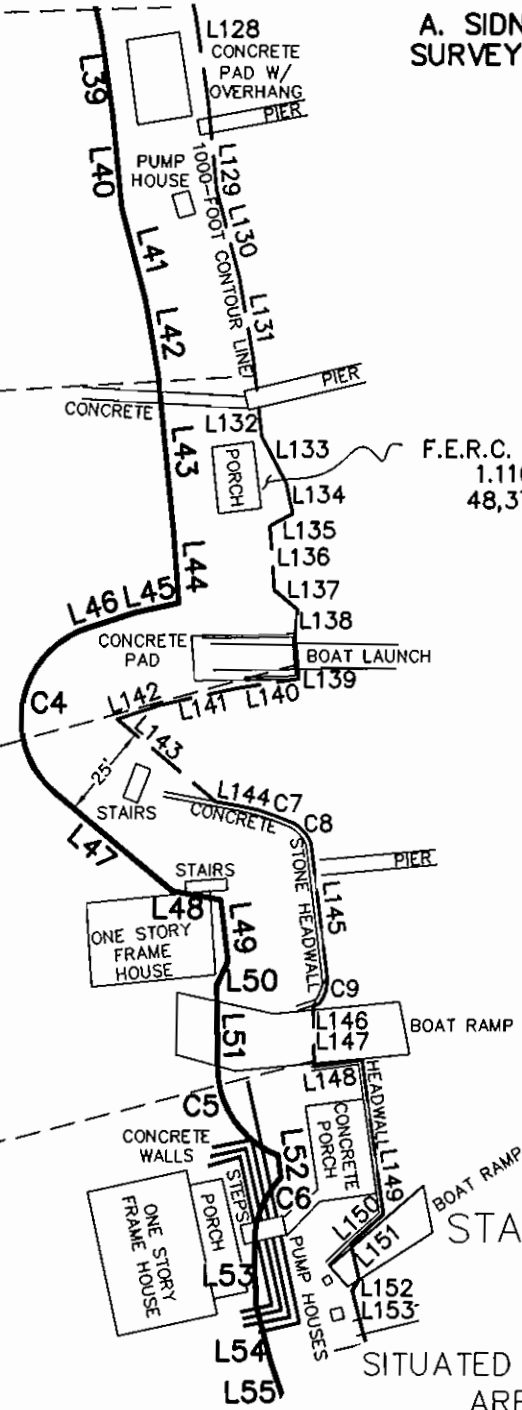 L128
A. SIDN
SURVEY
CONCRETE
PAD W/
OVERHANG
PIER
L39
L40
PUMP
HOUSE
L129
1000-FOOT CONTOUR LINE
L130
L41
L131
L42
PIER
CONCRETE
L132
L43
PORCH
L133
F.E.R.C.
1.110
48,37
L134
L135
L136
L44
L137
L46
L45
L138
CONCRETE
PAD
BOAT LAUNCH
L139
L140
L141
L142
C4
L143
25'
STAIRS
L144
C7
CONCRETE
C8
L47
STONE HEADWALL
PIER
STAIRS
L145
L48
L49
ONE STORY
FRAME
HOUSE
L50
C9
L146
BOAT RAMP
L51
L147
L148
HEADWALL
C5
CONCRETE
WALLS
L52
CONCRETE
PORCH
L149
STEPS
C6
BOAT RAMP
L150
STA
ONE STORY
FRAME HOUSE
PORCH
L151
L53
PUMP HOUSES
L152
L153
L54
SITUATED
L55
ARE